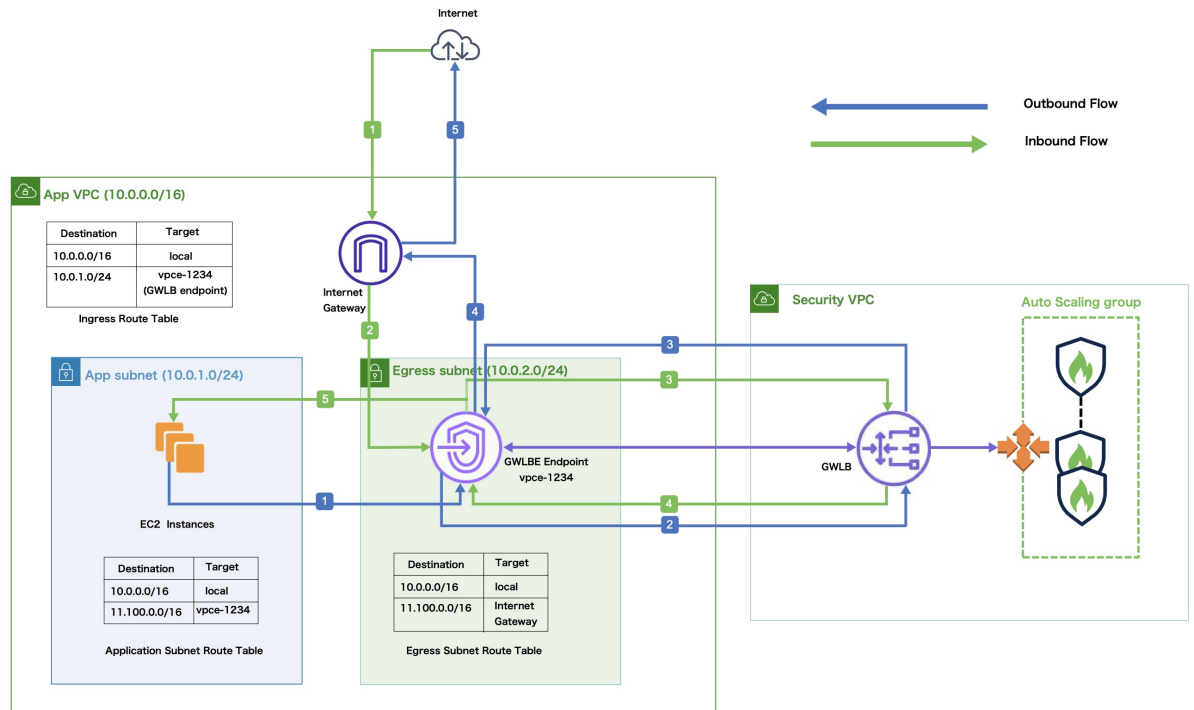 Internet
1
5
Outbound Flow
Inbound Flow
App VPC (10.0.0.0/16)
Destination Target
10.0.0.0/16 local
10.0.1.0/24 vpce-1234
(GWLB endpoint)
Ingress Route Table
Internet
Gateway
2
4
Security VPC
Auto Scaling group
App subnet (10.0.1.0/24)
Egress subnet (10.0.2.0/24)
3
3
5
GWLBE Endpoint
vpce-1234
GWLB
1
4
2
EC2 Instances
Destination Target
10.0.0.0/16 local
11.100.0.0/16 vpce-1234
Application Subnet Route Table
Destination Target
10.0.0.0/16 local
11.100.0.0/16 Internet
Gateway
Egress Subnet Route Table